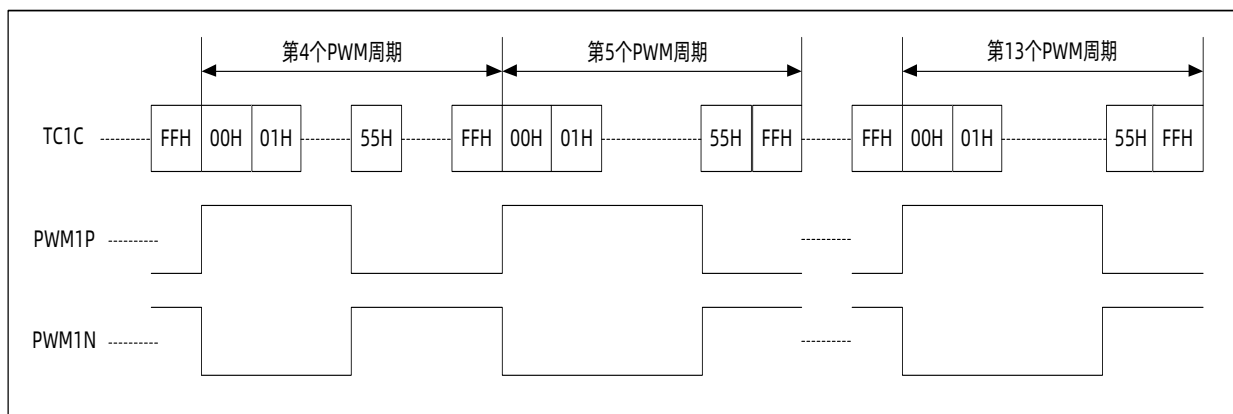 第4个PWM周期 第5个PWM周期 第13个PWM周期
TC1C FFH 00H 01H 55H FFH 00H 01H 55H FFH FFH 00H 01H 55H FFH
PWM1P
PWM1N